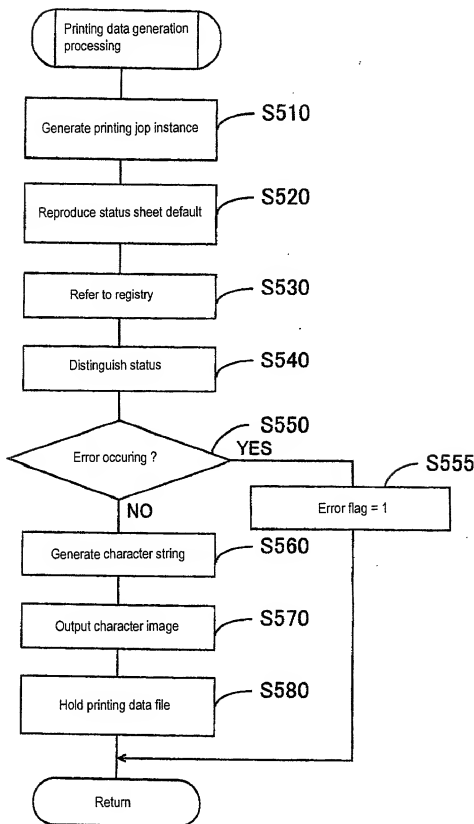 Printing data generation
processing
Generate printing jop instance
S510
Reproduce status sheet default
S520
Refer to registry
S530
Distinguish status
S540
Error occuring ?
S550
YES
NO
Error flag = 1
S555
Generate character string
S560
Output character image
S570
Hold printing data file
S580
Return